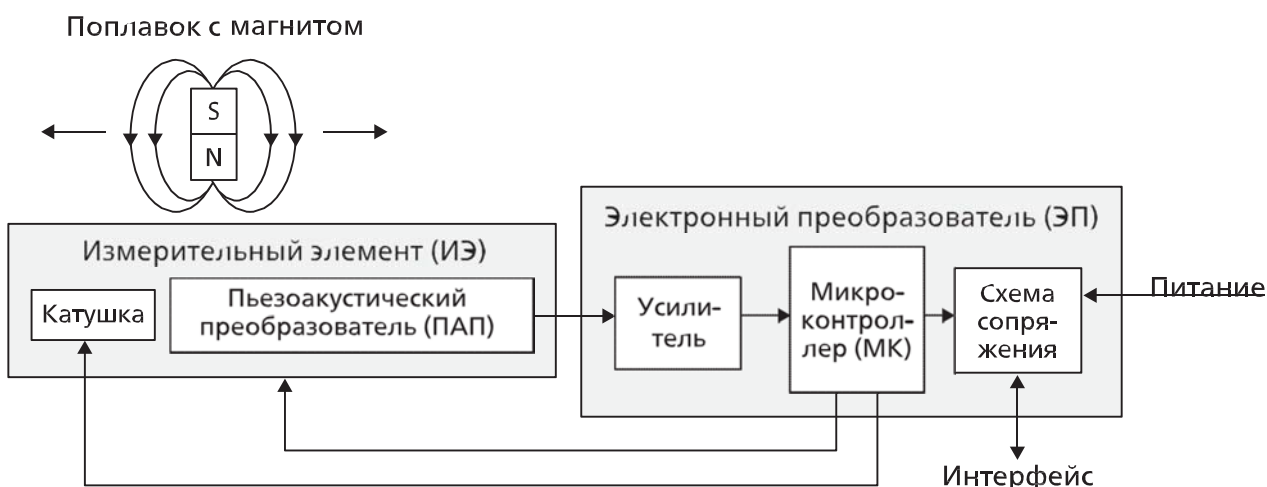 Поплавок с магнитом
S
N
Электронный преобразователь (ЭП)
Измерительный элемент (ИЭ)
Катушка
Пьезоакустический
преобразователь (ПАП)
Усили-
тель
Микро-
контрол-
лер (МК)
Схема
сопря-
жения
Питание
Интерфейс